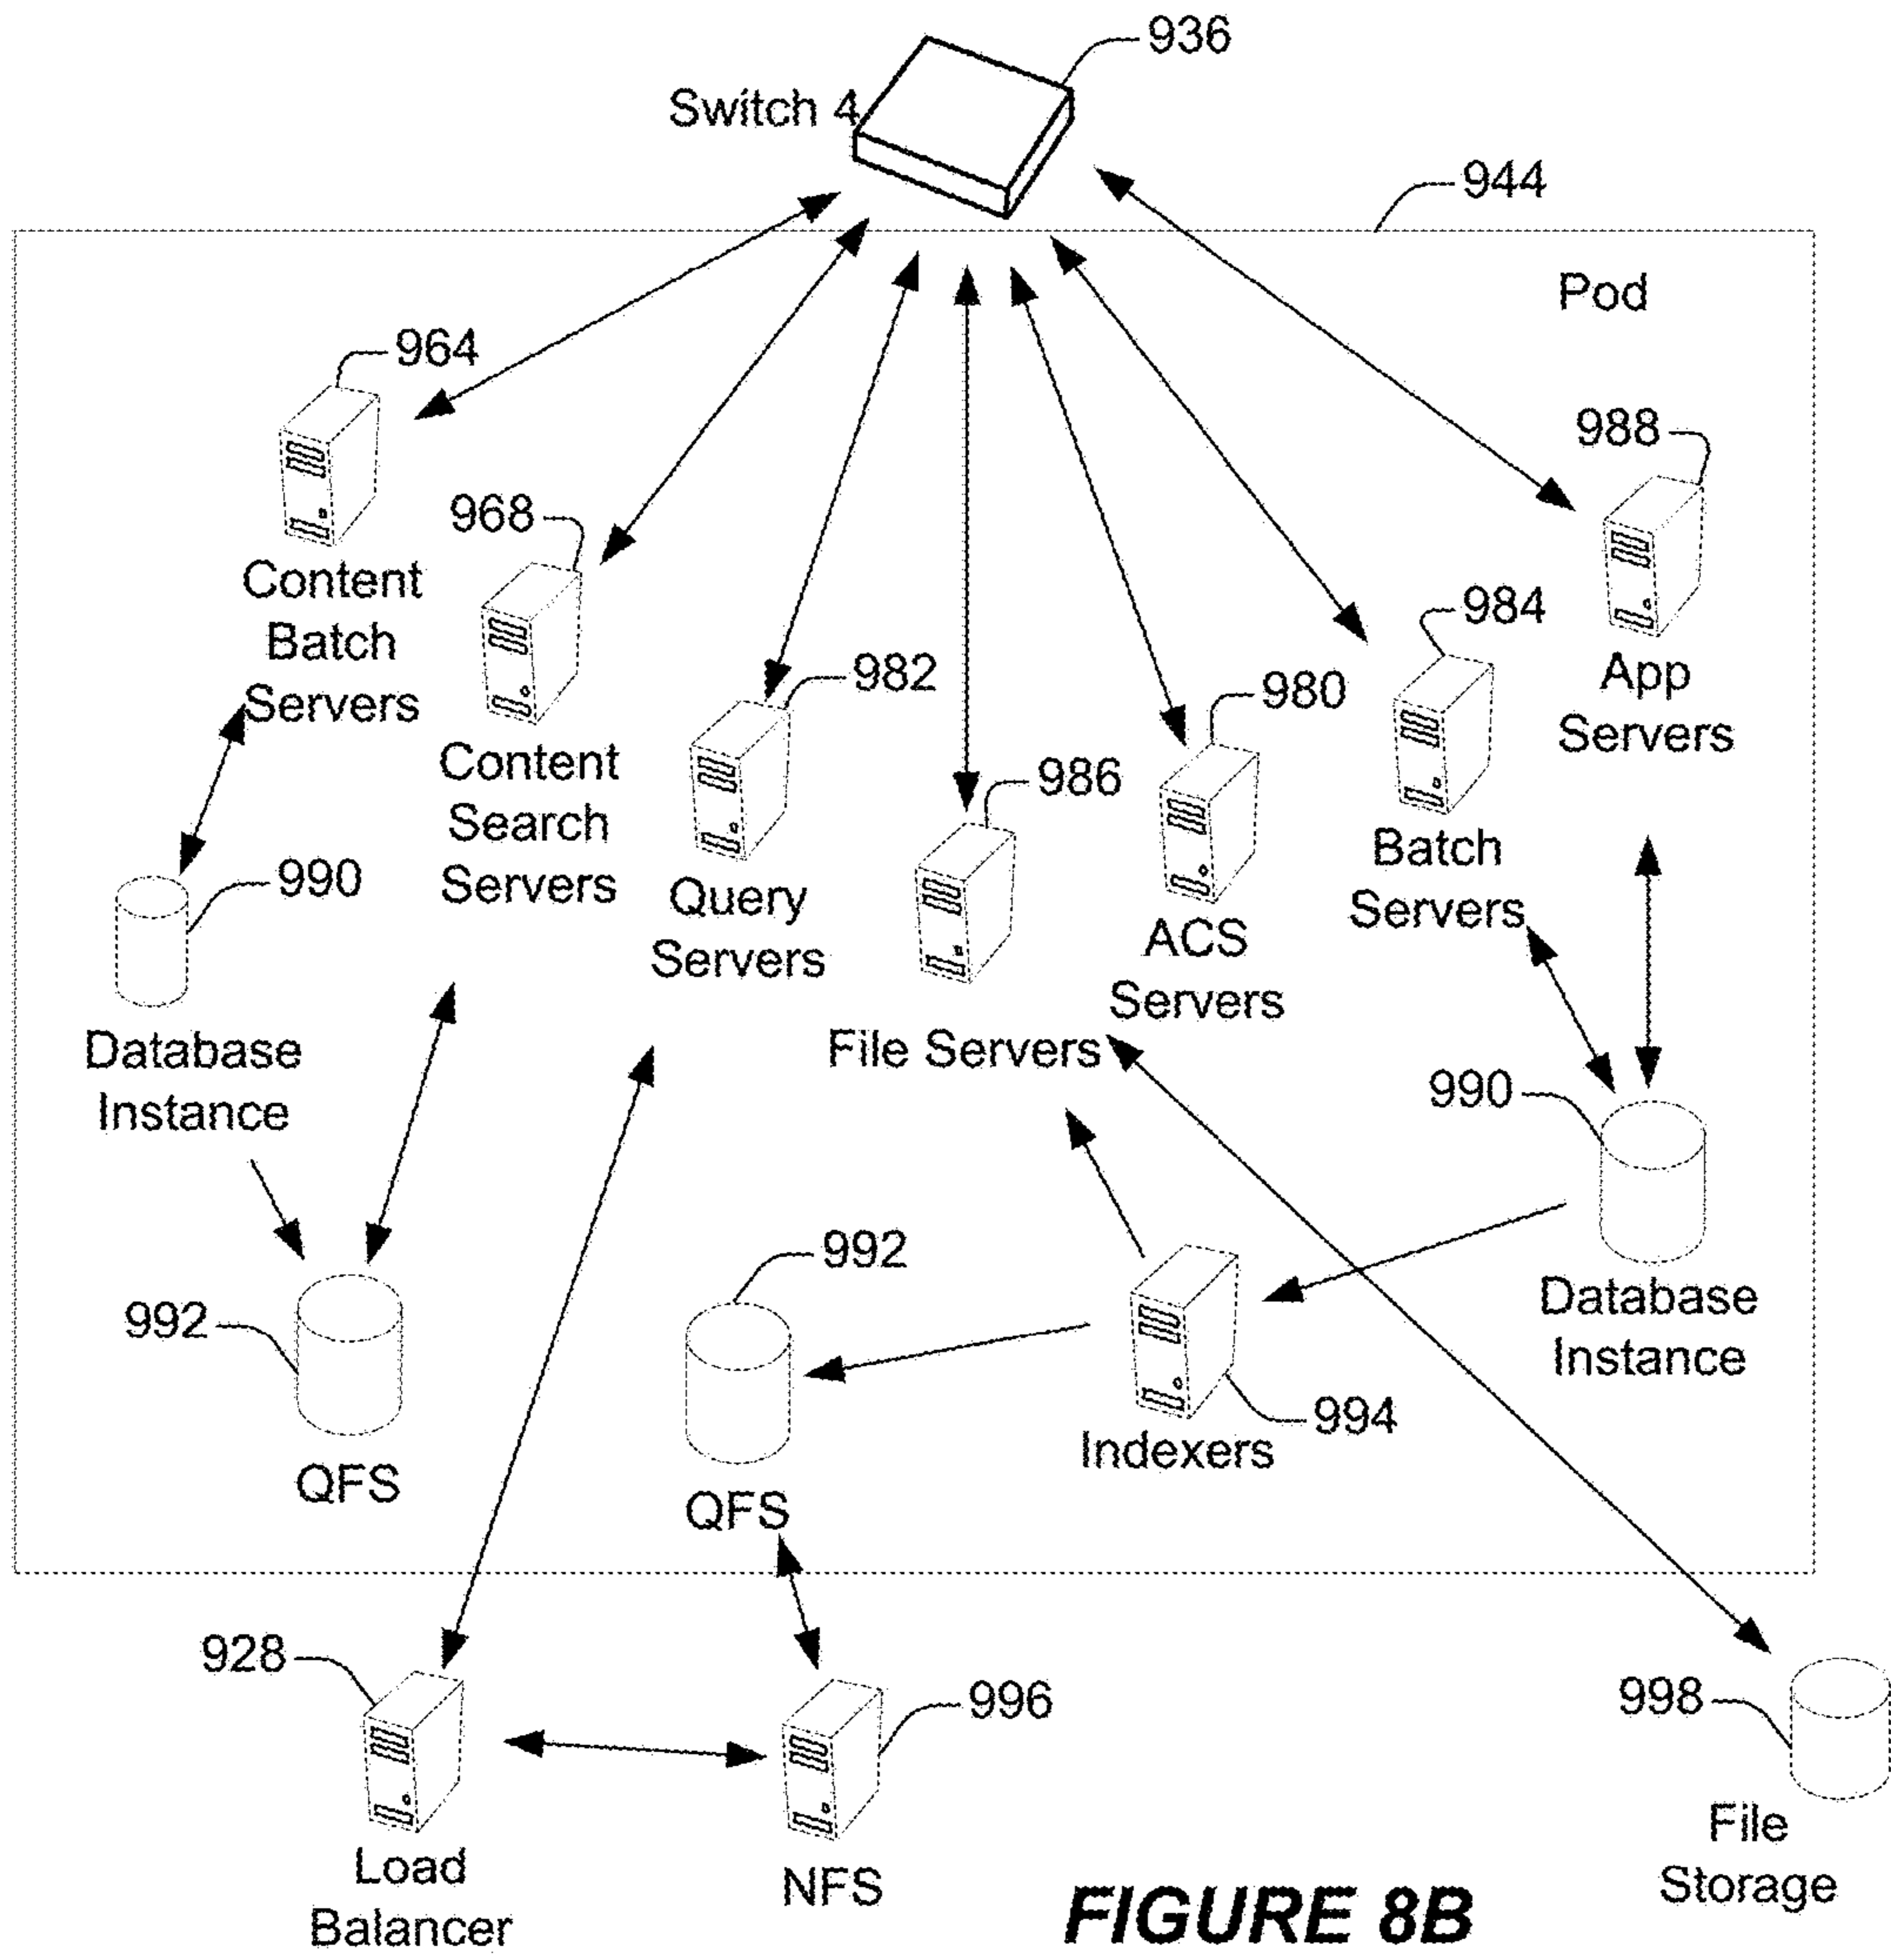 936
Switch 4
944
Pod
964
988
968
Content
Batch
Servers
984
982
980
App
Servers
Content
Search
Servers
986
Batch
Servers
990
Query
Servers
ACS
Servers
Database
Instance
File Servers
990
992
992
Database
Instance
994
Indexers
QFS
QFS
928
996
998
Load
Balancer
NFS
File
Storage
FIGURE 8B